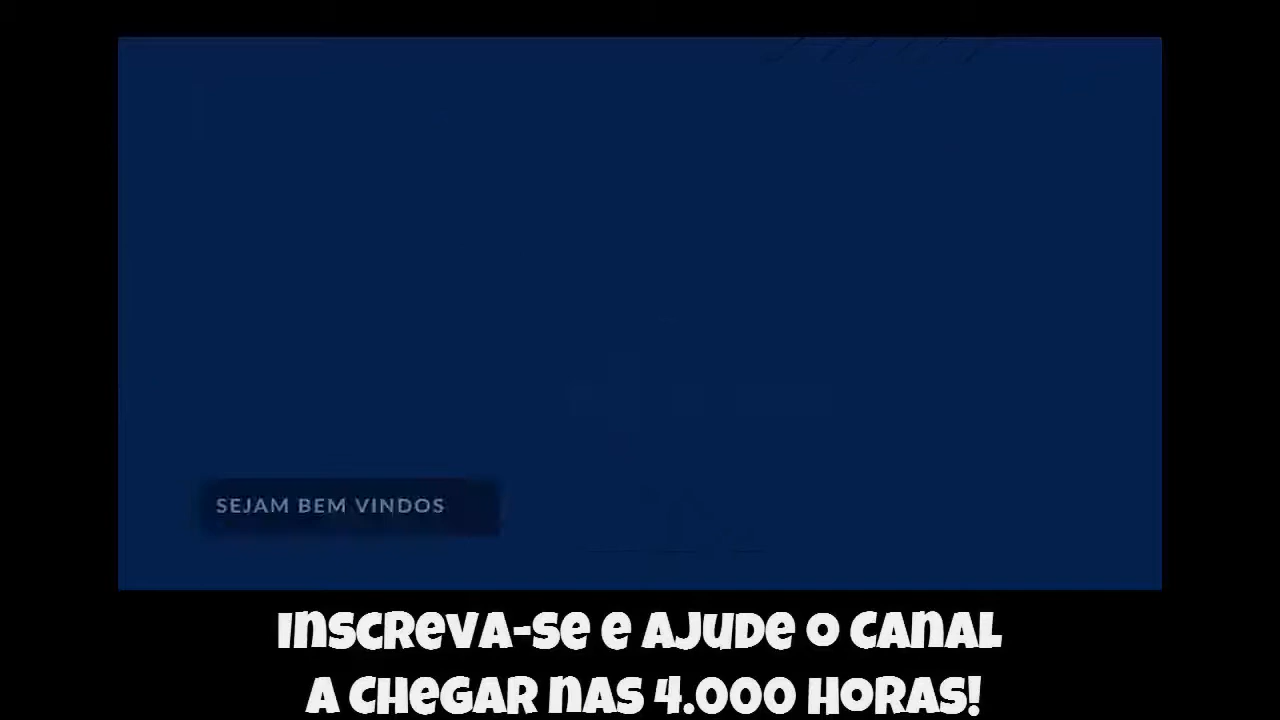 SEJAM BEM VINDOS
INSCREVA-SE E AJUDE O CANAL
A CHEGAR NAS 4.000 HORAS!